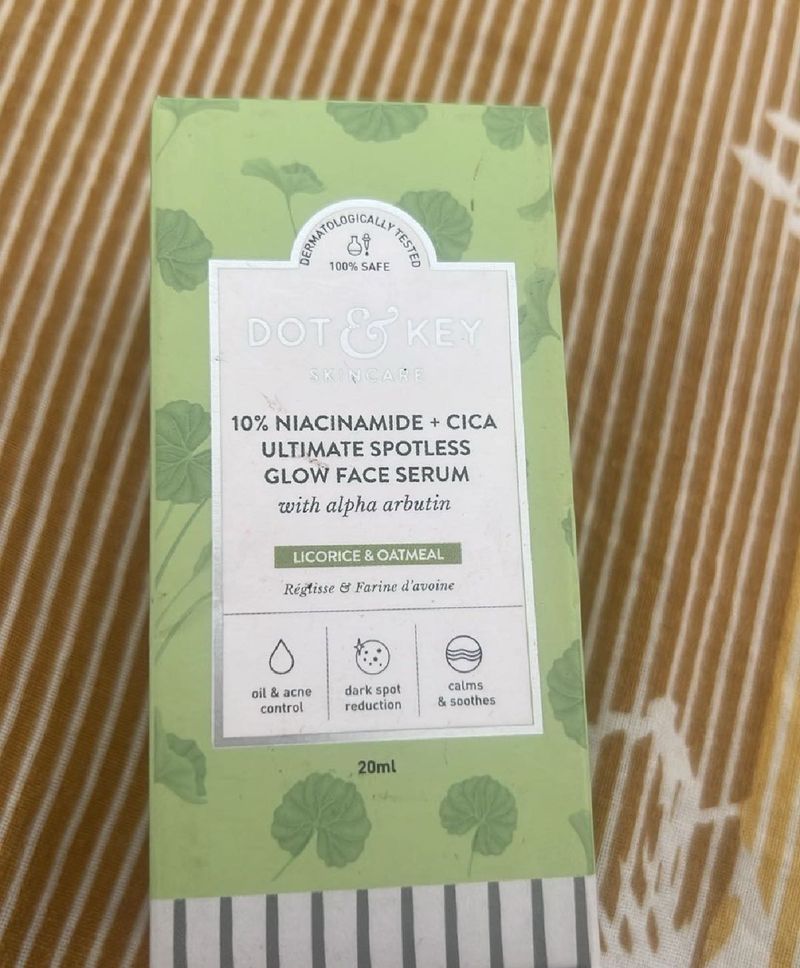 DERMATOLOGICALLY TESTED
100% SAFE
DOT & KEY
SKINCARE
10% NIACINAMIDE + CICA
ULTIMATE SPOTLESS
GLOW FACE SERUM
with alpha arbutin
LICORICE & OATMEAL
Réglisse & Farine d'avoine
oil & acne
control
dark spot
reduction
calms
& soothes
20ml